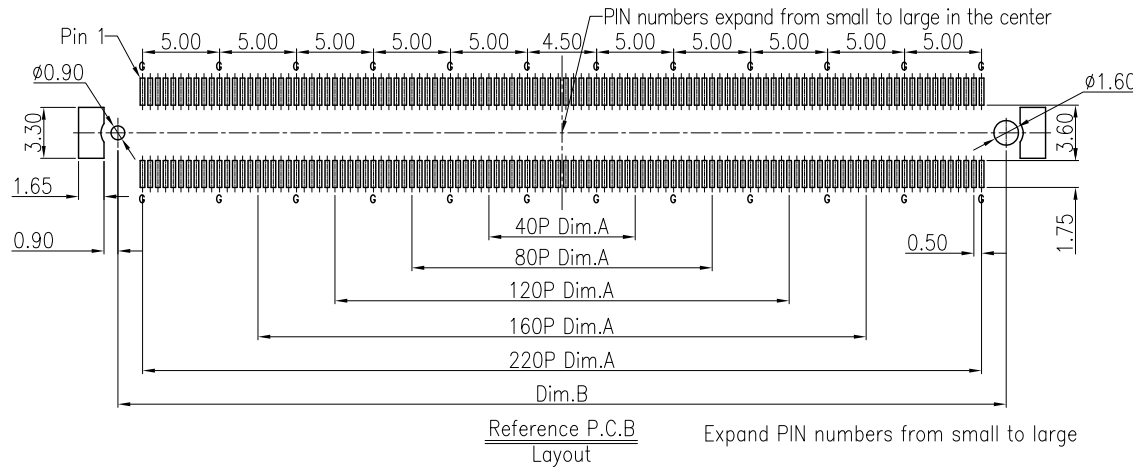 PIN numbers expand from small to large in the center
Pin 1
5.00 5.00 5.00 5.00 5.00 4.50 5.00 5.00 5.00 5.00 5.00
G G G G G G G G G G G G
ø0.90
ø1.60
3.30
3.60
1.65
G G G G G G G G G G G G
1.75
40P Dim.A
0.90
0.50
80P Dim.A
120P Dim.A
160P Dim.A
220P Dim.A
Dim.B
Reference P.C.B
Layout
Expand PIN numbers from small to large